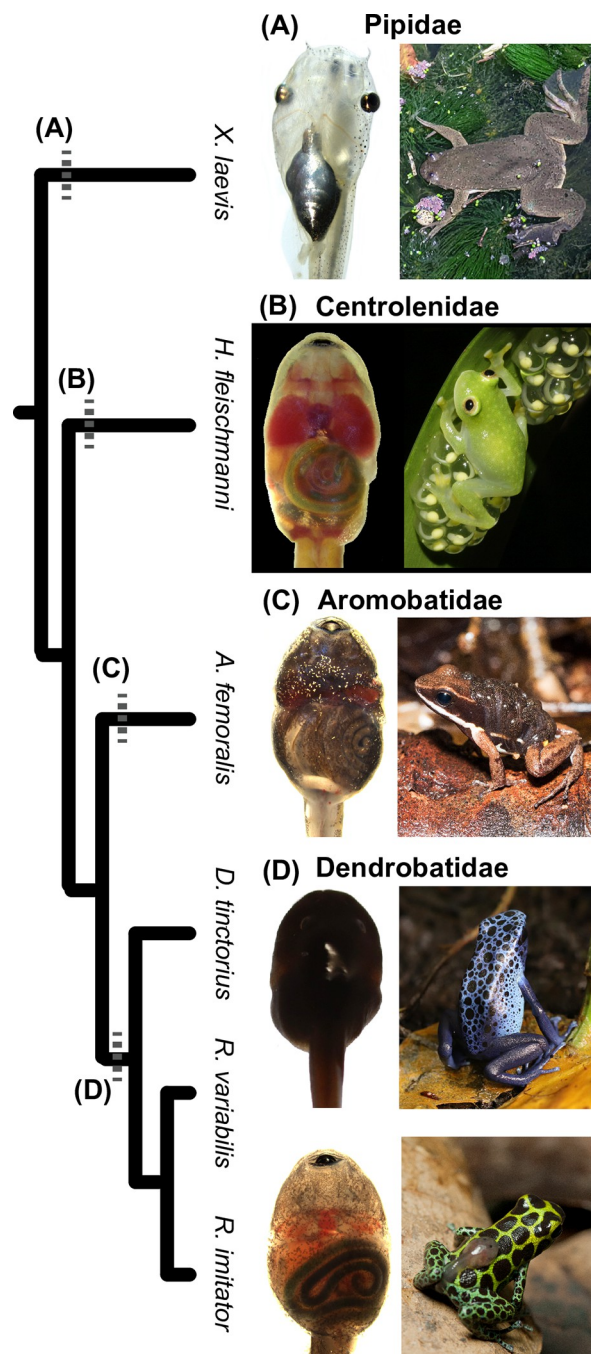 (A) Pipidae
(A)
X. laevis
(B) Centrolenidae
(B)
H. fleischmanni
(C) Aromobatidae
(C)
A. femoralis
(D) Dendrobatidae
D. tinctorius
(D)
R. variabilis
R. imitator